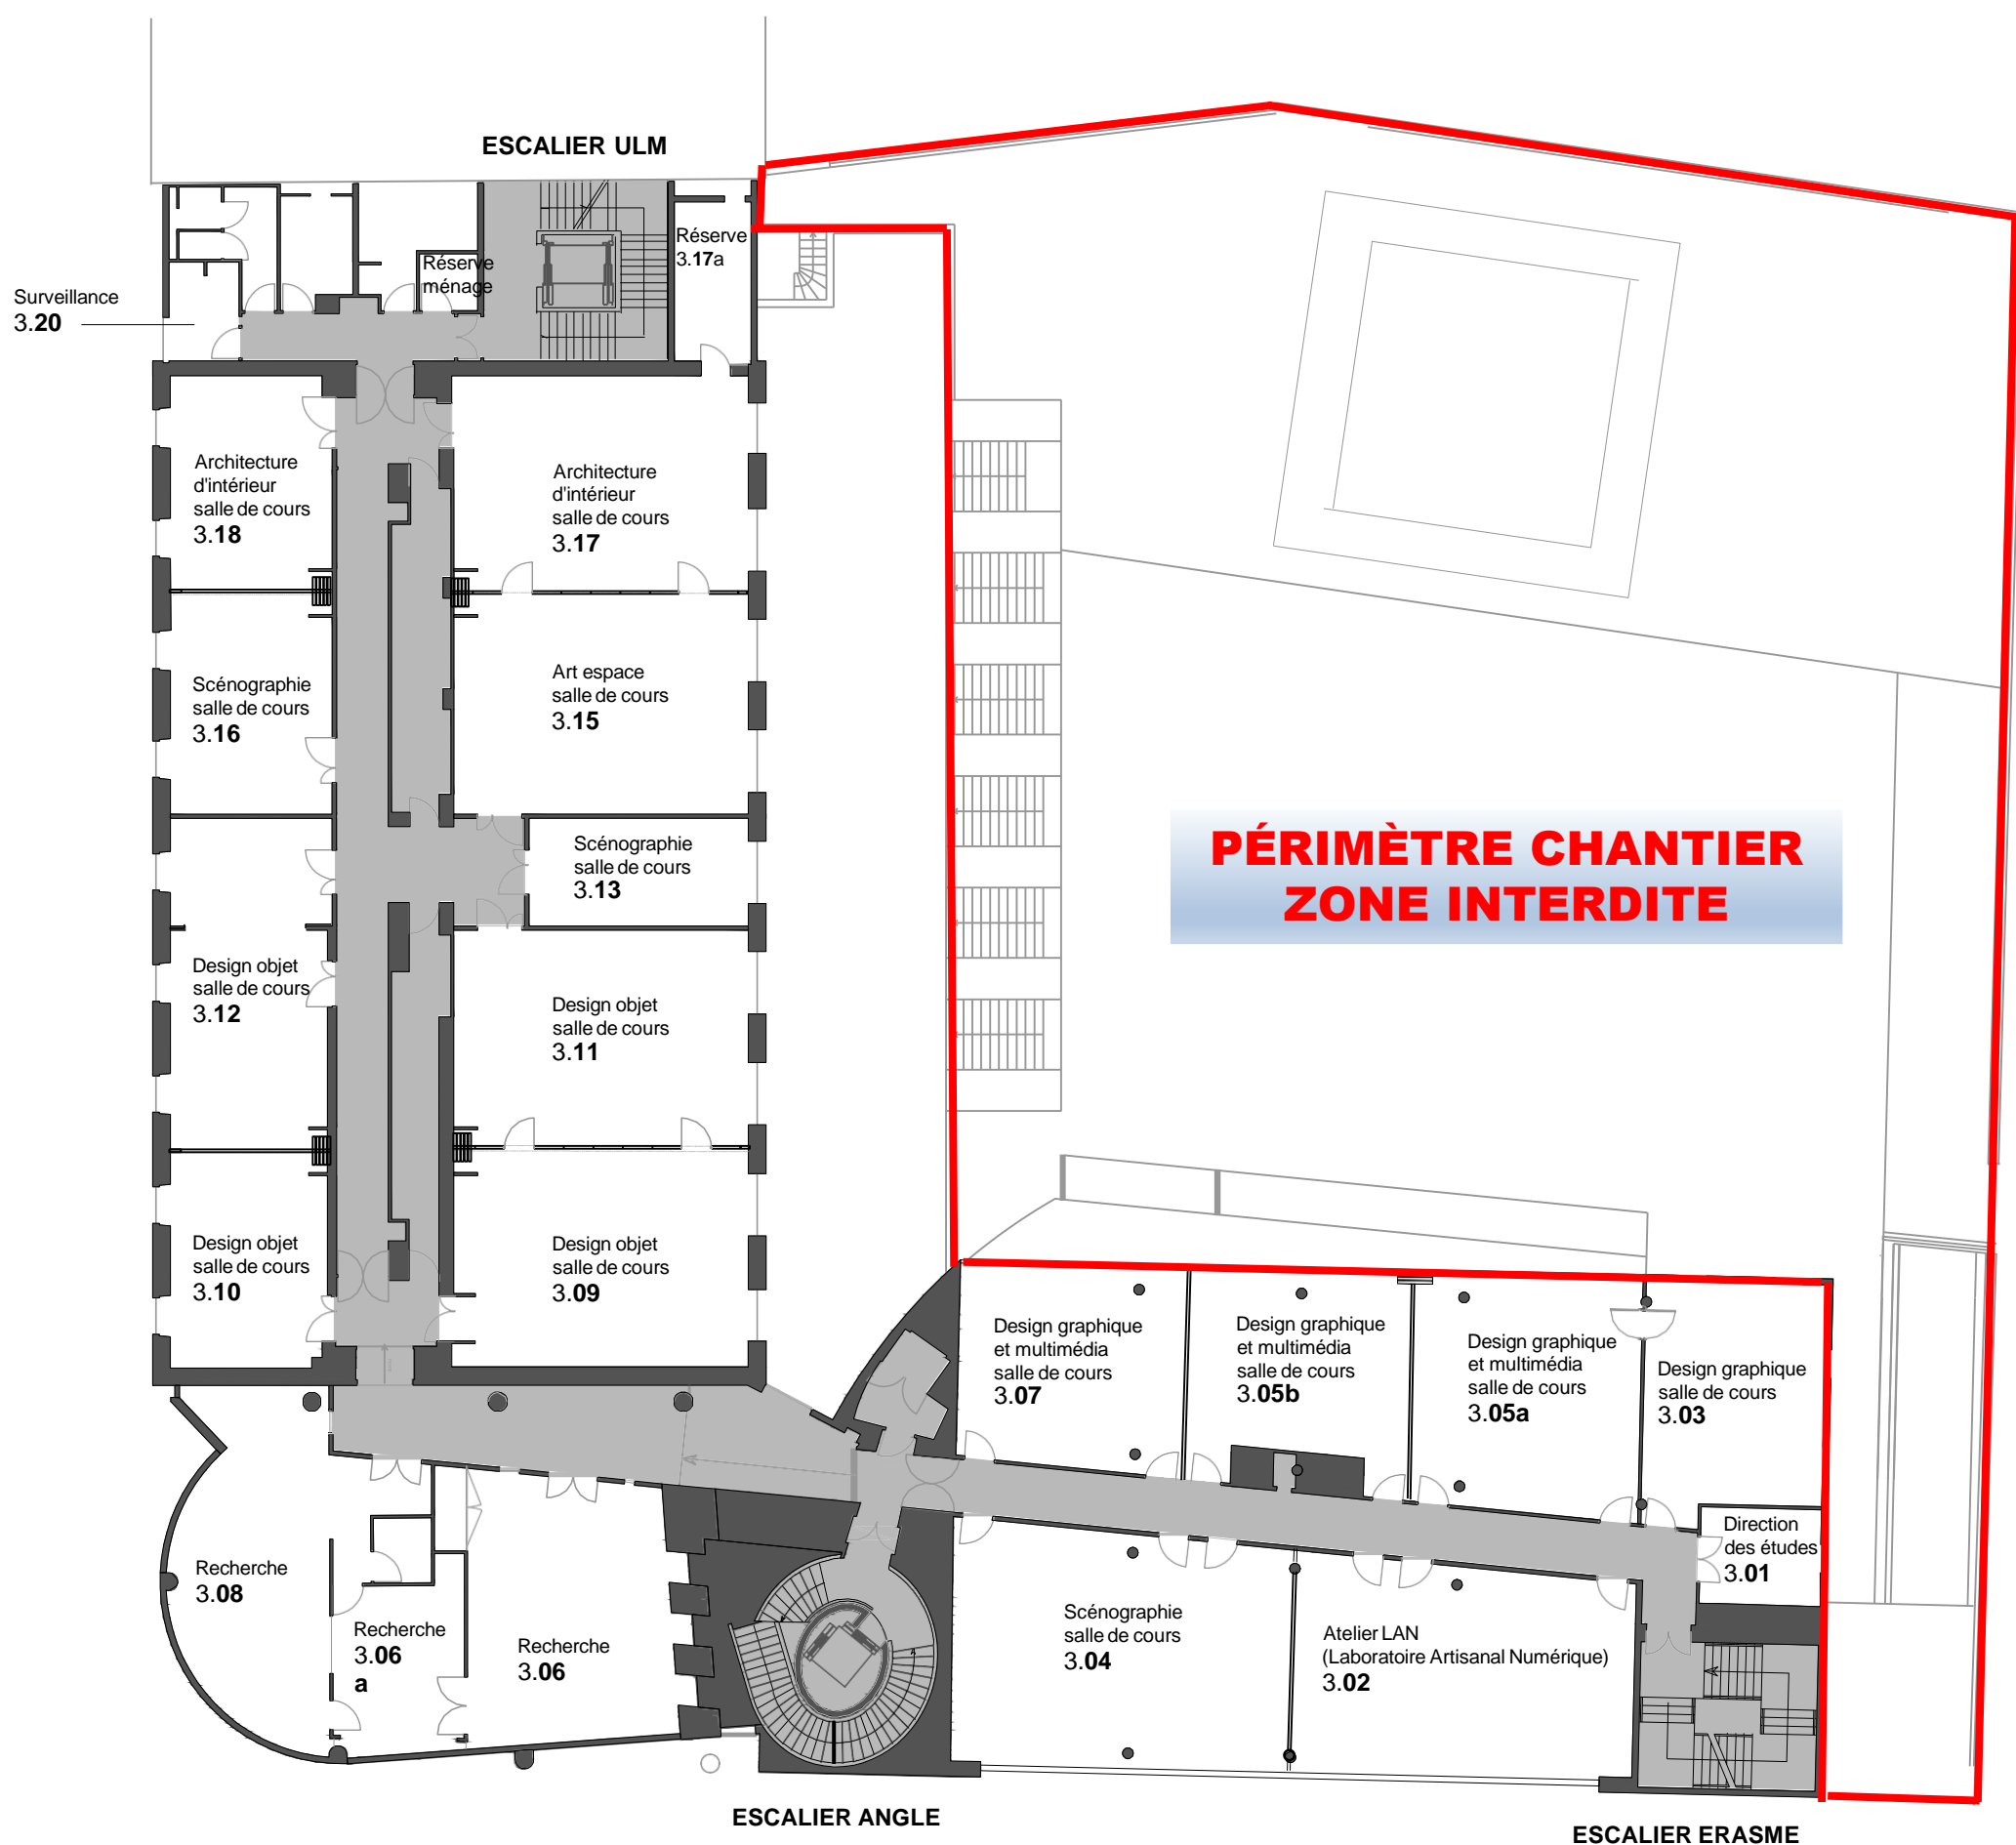 ESCALIER ULM
Réserve
3.17a
Réserve
ménage
Surveillance
3.20
Architecture
d'intérieur
salle de cours
3.18
Architecture
d'intérieur
salle de cours
3.17
Scénographie
salle de cours
3.16
Art espace
salle de cours
3.15
Scénographie
salle de cours
3.13
PÉRIMÈTRE CHANTIER
ZONE INTERDITE
Design objet
salle de cours
3.12
Design objet
salle de cours
3.11
Design objet
salle de cours
3.10
Design objet
salle de cours
3.09
Design graphique
et multimédia
salle de cours
3.07
Design graphique
et multimédia
salle de cours
3.05b
Design graphique
et multimédia
salle de cours
3.05a
Design graphique
salle de cours
3.03
Direction
des études
3.01
Recherche
3.08
Recherche
3.06
a
Recherche
3.06
Scénographie
salle de cours
3.04
Atelier LAN
(Laboratoire Artisanal Numérique)
3.02
ESCALIER ANGLE
ESCALIER ERASME